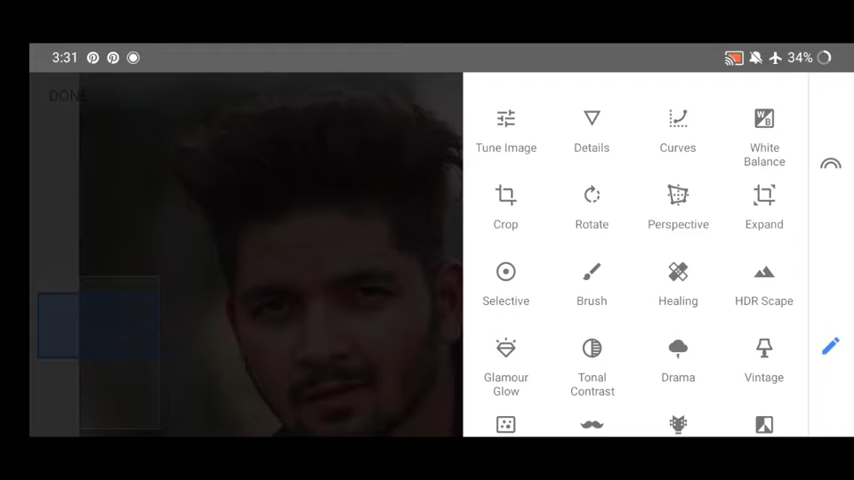 3:31
34%
DONE
Tune Image
Details
Curves
White
Balance
Crop
Rotate
Perspective
Expand
Selective
Brush
Healing
HDR Scape
Glamour
Glow
Tonal
Contrast
Drama
Vintage